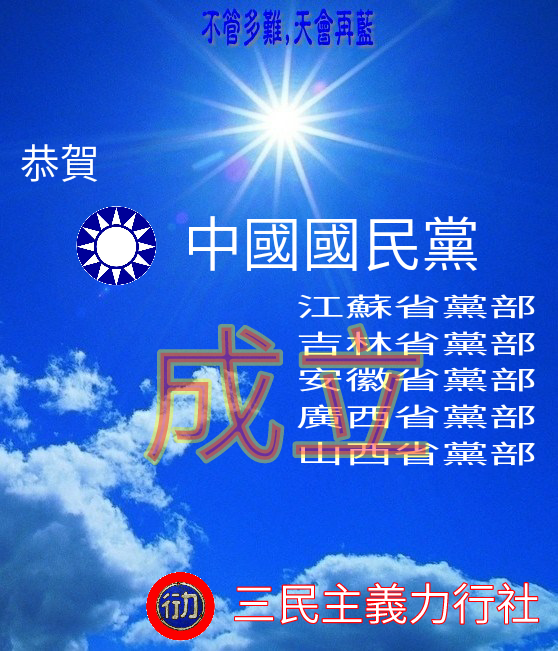 不管多難,天會再藍
恭賀
中國國民黨
江蘇省黨部
吉林省黨部
安徽省黨部
廣西省黨部
山西省黨部
成立
三民主義力行社